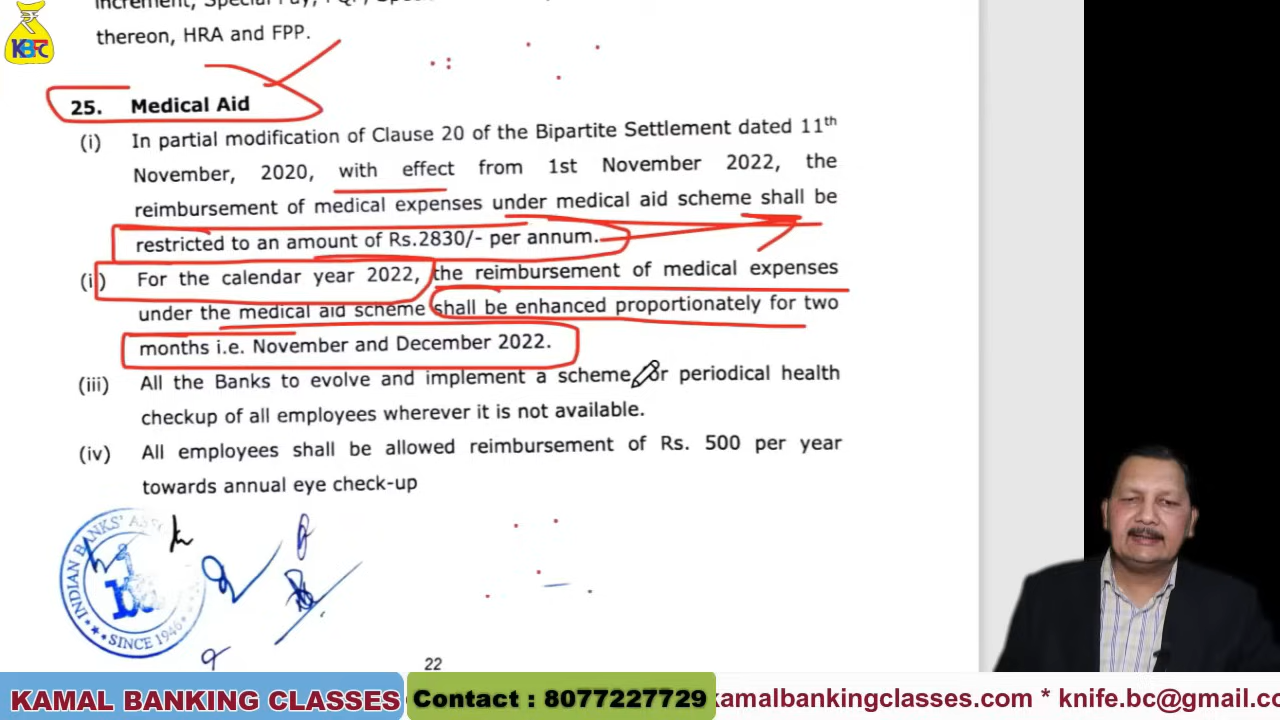 KBFC
increment, Special Pay,
thereon, HRA and FPP.
25. Medical Aid
(i) In partial modification of Clause 20 of the Bipartite Settlement dated 11th
November, 2020, with effect from 1st November 2022, the
reimbursement of medical expenses under medical aid scheme shall be
restricted to an amount of Rs.2830/- per annum.
For the calendar year 2022, the reimbursement of medical expenses
under the medical aid scheme shall be enhanced proportionately for two
months i.e. November and December 2022.
(iii) All the Banks to evolve and implement a scheme periodical health
checkup of all employees wherever it is not available.
(iv) All employees shall be allowed reimbursement of Rs. 500 per year
towards annual eye check-up
INDIAN BANKS'
SINCE 1946
22
KAMAL BANKING CLASSES Contact : 8077227729 kamalbankingclasses.com * knife.bc@gmail.c